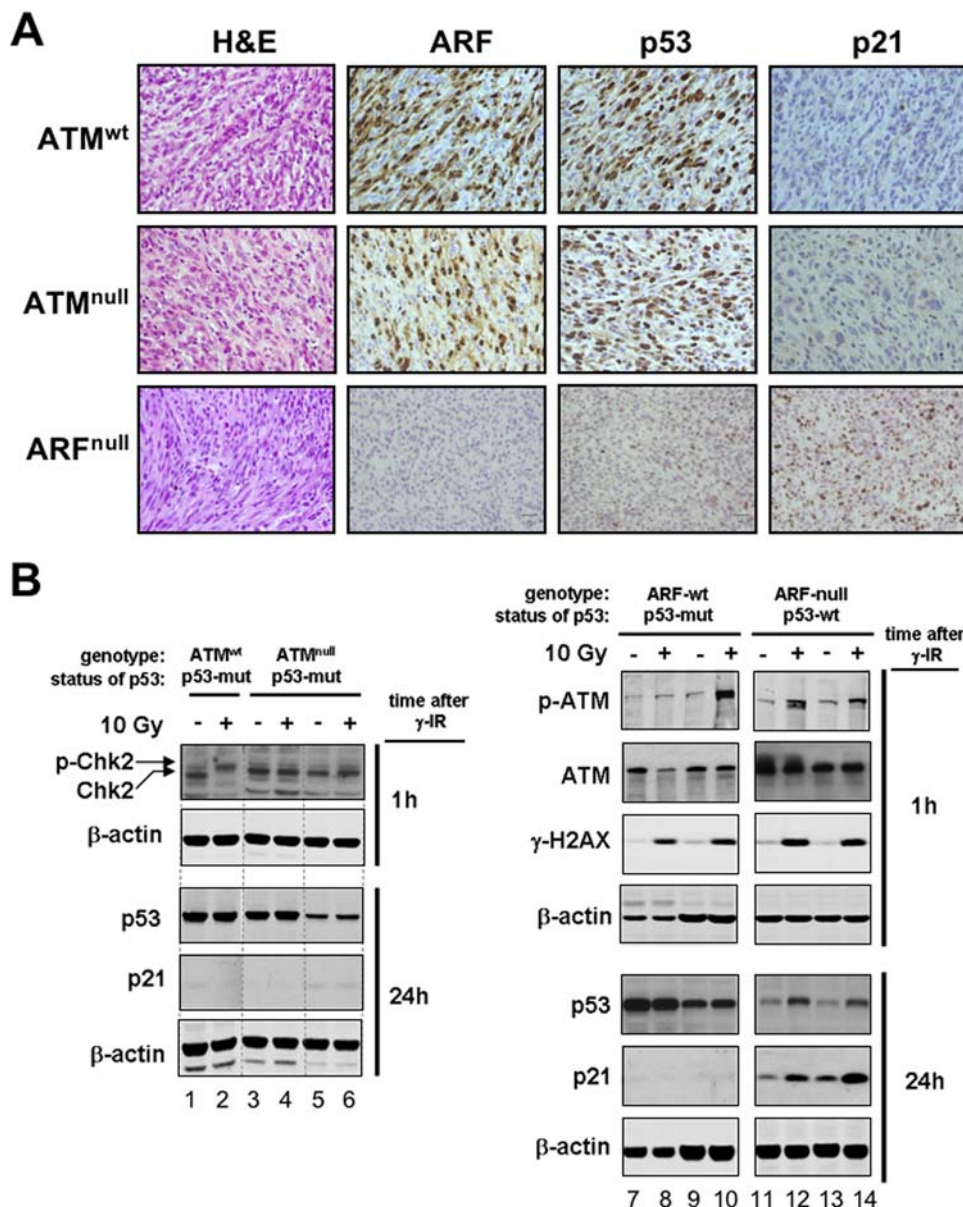 A
H&E ARF p53 p21
ATMwt
ATMnull
ARFnull
B
genotype: ATMwt ATMnull
status of p53: p53-mut p53-mut
time after
γ-IR
10 Gy - + - + - +
p-Chk2
Chk2
β-actin
1h
p53
p21
β-actin
24h
1 2 3 4 5 6
genotype: ARF-wt ARF-null
status of p53: p53-mut p53-wt
time after
γ-IR
10 Gy - + - + - + - +
p-ATM
ATM
γ-H2AX
β-actin
1h
p53
p21
β-actin
24h
7 8 9 10 11 12 13 14